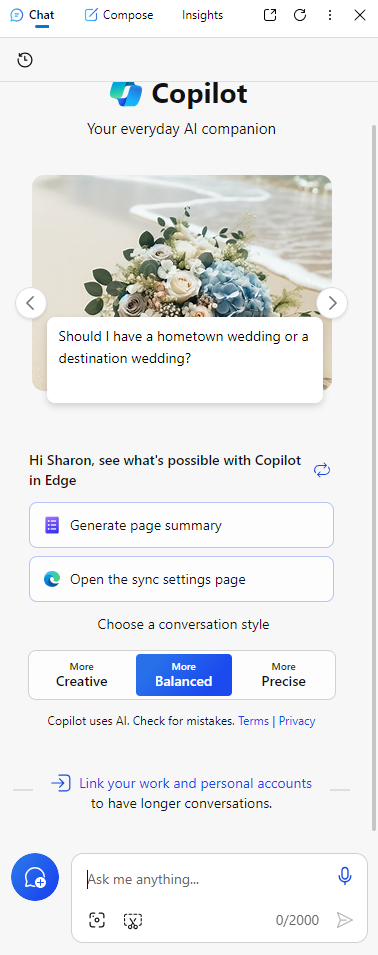 Chat Compose Insights
Copilot
Your everyday AI companion
Should I have a hometown wedding or a
destination wedding?
Hi Sharon, see what's possible with Copilot
in Edge
Generate page summary
Open the sync settings page
Choose a conversation style
More More More
Creative Balanced Precise
Copilot uses AI. Check for mistakes. Terms | Privacy
Link your work and personal accounts
to have longer conversations.
Ask me anything...
0/2000